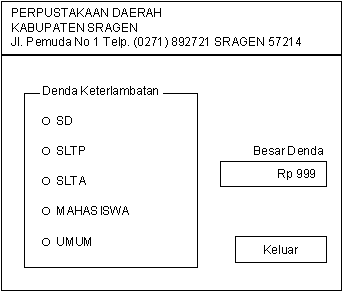 PERPUSTAKAAN DAERAH
KABUPATEN SRAGEN
Jl. Pemuda No 1 Telp. (0271) 892721 SRAGEN 57214
Denda Keterlambatan
SD
SLTP
SLTA
MAHASISWA
UMUM
Besar Denda
Rp 999
Keluar